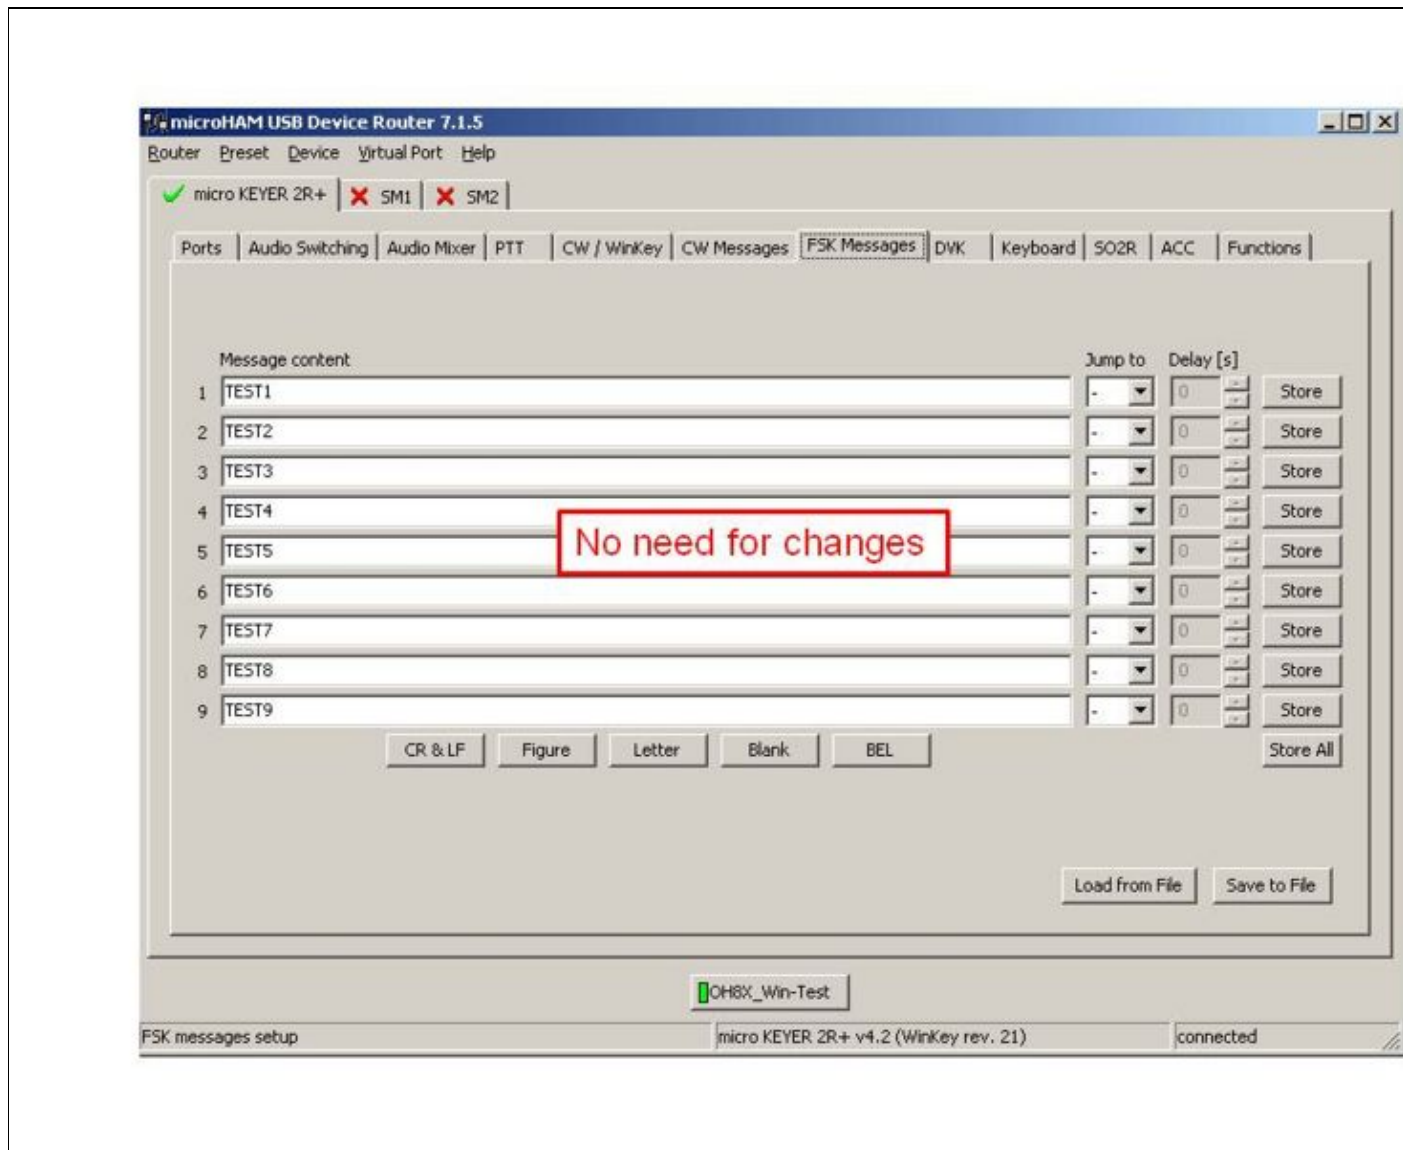 microHAM USB Device Router 7.1.5
Router Preset Device Virtual Port Help
micro KEYER 2R+ SM1 SM2
Ports Audio Switching Audio Mixer PTT CW / WinKey CW Messages FSK Messages DVK Keyboard SO2R ACC Functions
Message content Jump to Delay [s]
1 TEST1 - 0 Store
2 TEST2 - 0 Store
3 TEST3 - 0 Store
4 TEST4 - 0 Store
No need for changes
5 TEST5 - 0 Store
6 TEST6 - 0 Store
7 TEST7 - 0 Store
8 TEST8 - 0 Store
9 TEST9 - 0 Store
CR & LF Figure Letter Blank BEL Store All
Load from File Save to File
OH8X_Win-Test
FSK messages setup micro KEYER 2R+ v4.2 (WinKey rev. 21) connected